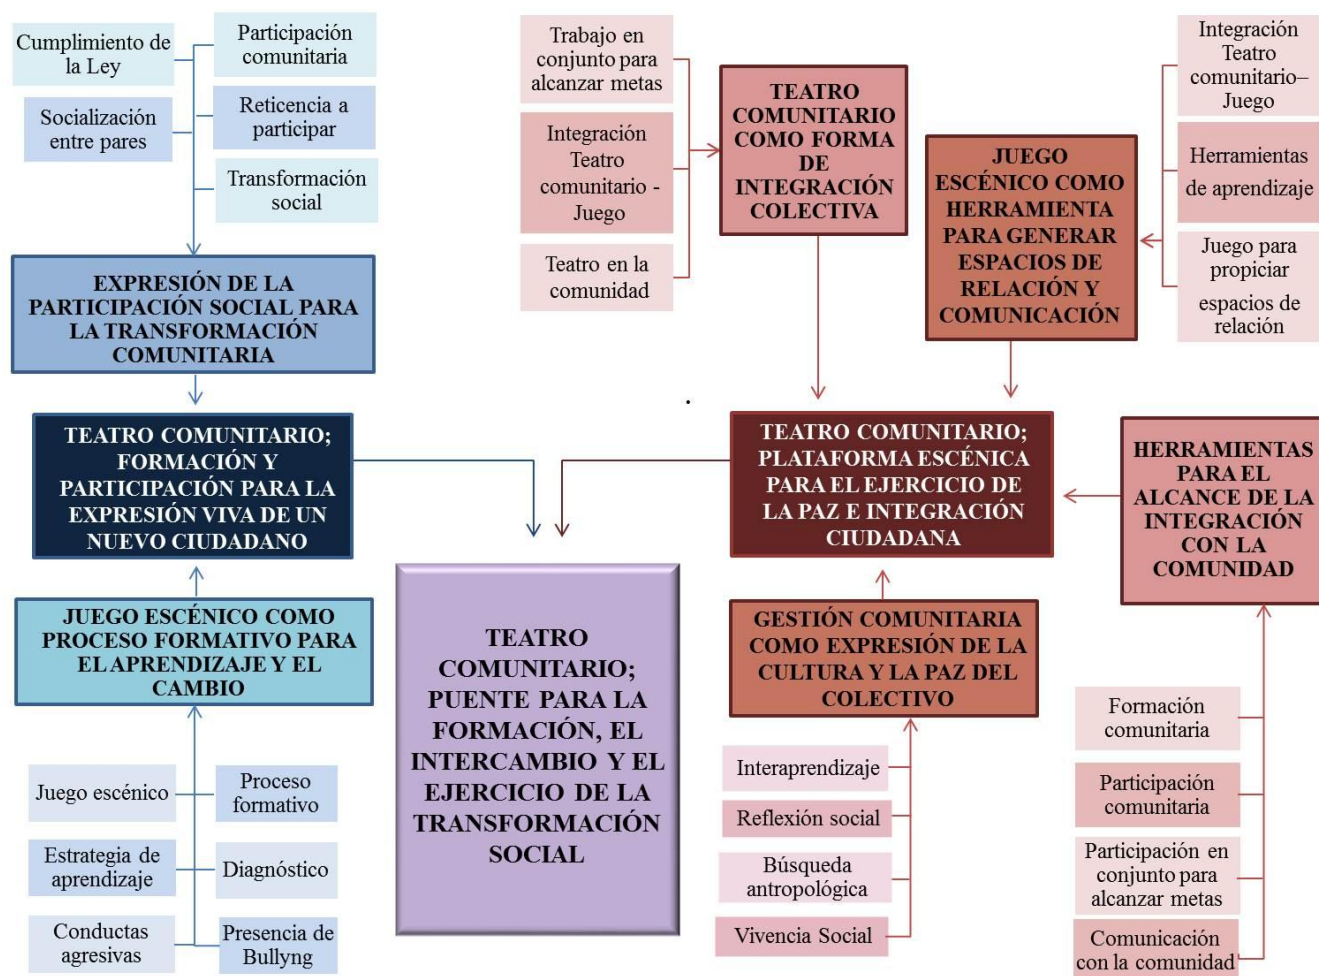 Cumplimiento de
la Ley
Participación
comunitaria
Socialización
entre pares
Reticencia a
participar
Transformación
social
EXPRESIÓN DE LA
PARTICIPACIÓN SOCIAL PARA
LA TRANSFORMACIÓN
COMUNITARIA
TEATRO COMUNITARIO;
FORMACIÓN Y
PARTICIPACIÓN PARA LA
EXPRESIÓN VIVA DE UN
NUEVO CIUDADANO
JUEGO ESCÉNICO COMO
PROCESO FORMATIVO PARA
EL APRENDIZAJE Y EL
CAMBIO
Juego escénico
Proceso
formativo
Estrategia de
aprendizaje
Diagnóstico
Conductas
agresivas
Presencia de
Bullyng
Trabajo en
conjunto para
alcanzar metas
Integración
Teatro
comunitario -
Juego
Teatro en la
comunidad
TEATRO
COMUNITARIO
COMO FORMA
DE
INTEGRACIÓN
COLECTIVA
JUEGO
ESCÉNICO COMO
HERRAMIENTA
PARA GENERAR
ESPACIOS DE
RELACIÓN Y
COMUNICACIÓN
Integración
Teatro
comunitario–
Juego
Herramientas
de aprendizaje
Juego para
propiciar
espacios de
relación
.
TEATRO COMUNITARIO;
PLATAFORMA ESCÉNICA
PARA EL EJERCICIO DE
LA PAZ E INTEGRACIÓN
CIUDADANA
HERRAMIENTAS
PARA EL
ALCANCE DE LA
INTEGRACIÓN
CON LA
COMUNIDAD
TEATRO
COMUNITARIO;
PUENTE PARA LA
FORMACIÓN, EL
INTERCAMBIO Y EL
EJERCICIO DE LA
TRANSFORMACIÓN
SOCIAL
GESTIÓN COMUNITARIA
COMO EXPRESIÓN DE LA
CULTURA Y LA PAZ DEL
COLECTIVO
Interaprendizaje
Reflexión social
Búsqueda
antropológica
Vivencia Social
Formación
comunitaria
Participación
comunitaria
Participación en
conjunto para
alcanzar metas
Comunicación
con la comunidad